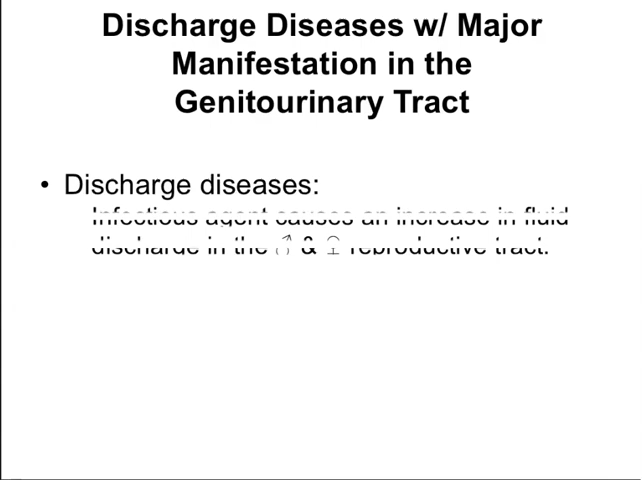 Discharge Diseases w/ Major
Manifestation in the
Genitourinary Tract
• Discharge diseases:
Infectious agent causes an increase in fluid
discharge in the ♂ & ♀ reproductive tract.